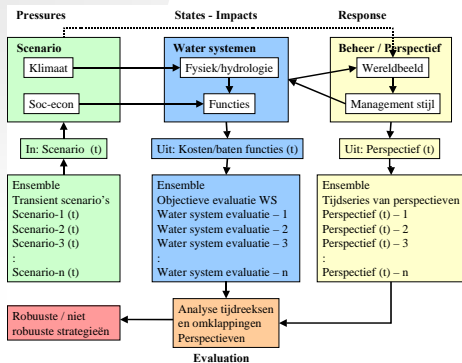 Pressures
States - Impacts
Response
Scenario
Klimaat
Soc-econ
Water systemen
Fysiek/hydrologie
Functies
Beheer / Perspectief
Wereldbeeld
Management stijl
In: Scenario (t)
Uit: Kosten/baten functies (t)
Uit: Perspectief (t)
Ensemble
Transient scenario's
Scenario-1 (t)
Scenario-2 (t)
Scenario-3 (t)
:
Scenario-n (t)
Ensemble
Objectieve evaluatie WS
Water system evaluatie – 1
Water system evaluatie – 2
Water system evaluatie – 3
:
Water system evaluatie – n
Ensemble
Tijdseries van perspectieven
Perspectief (t) – 1
Perspectief (t) – 2
Perspectief (t) – 3
:
Perspectief (t) – n
Robuuste / niet
robuuste strategieën
Analyse tijdreeksen
en omklappingen
Perspectieven
Evaluation